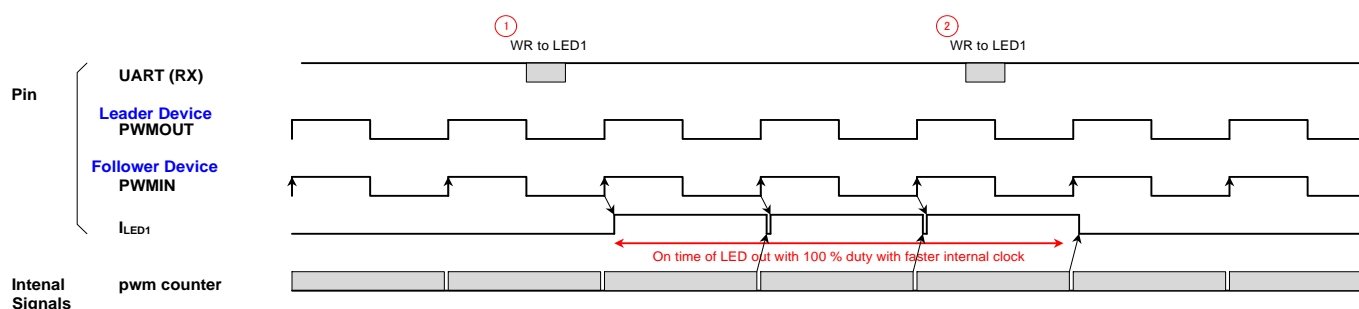 1
2
WR to LED1
WR to LED1
UART (RX)
Pin
Leader Device
PWMOUT
Follower Device
PWMIN
ILED1
On time of LED out with 100 % duty with faster internal clock
Intenal
Signals
pwm counter